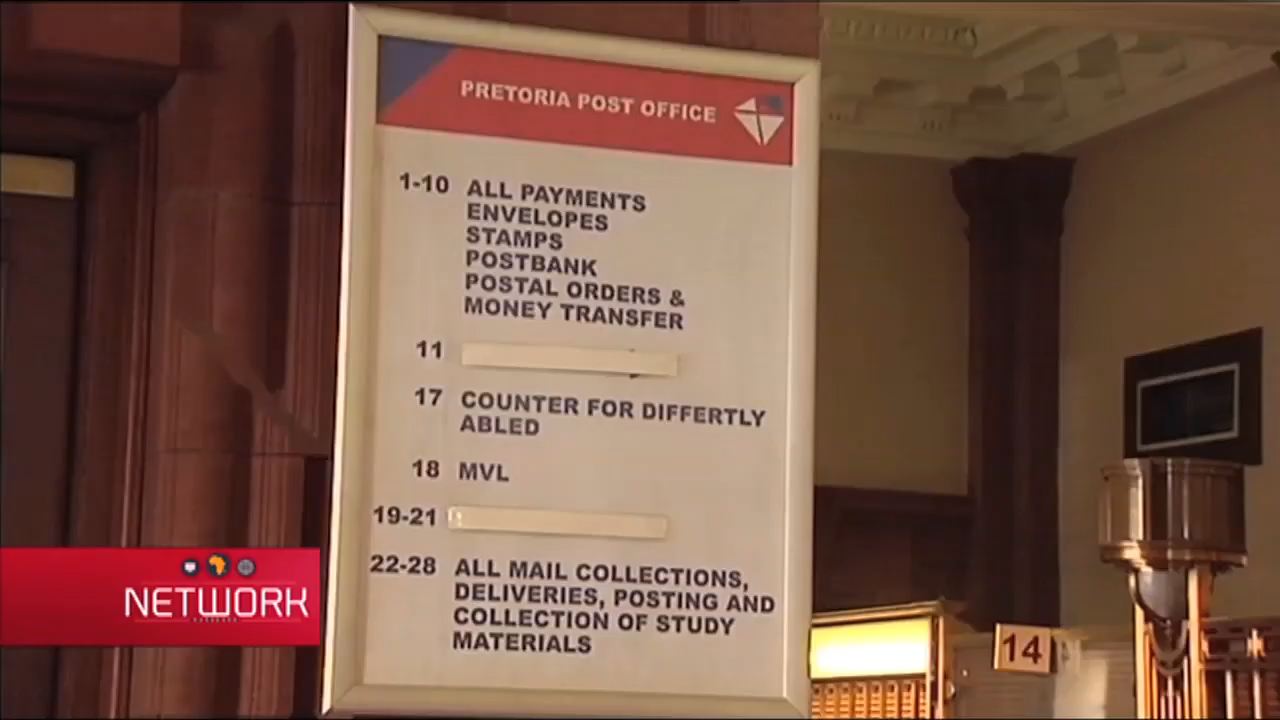 PRETORIA POST OFFICE
1-10 ALL PAYMENTS
ENVELOPES
STAMPS
POSTBANK
POSTAL ORDERS &
MONEY TRANSFER
11
17 COUNTER FOR DIFFERTLY
ABLED
18 MVL
19-21
22-28 ALL MAIL COLLECTIONS,
DELIVERIES, POSTING AND
COLLECTION OF STUDY
MATERIALS
14
NETWORK